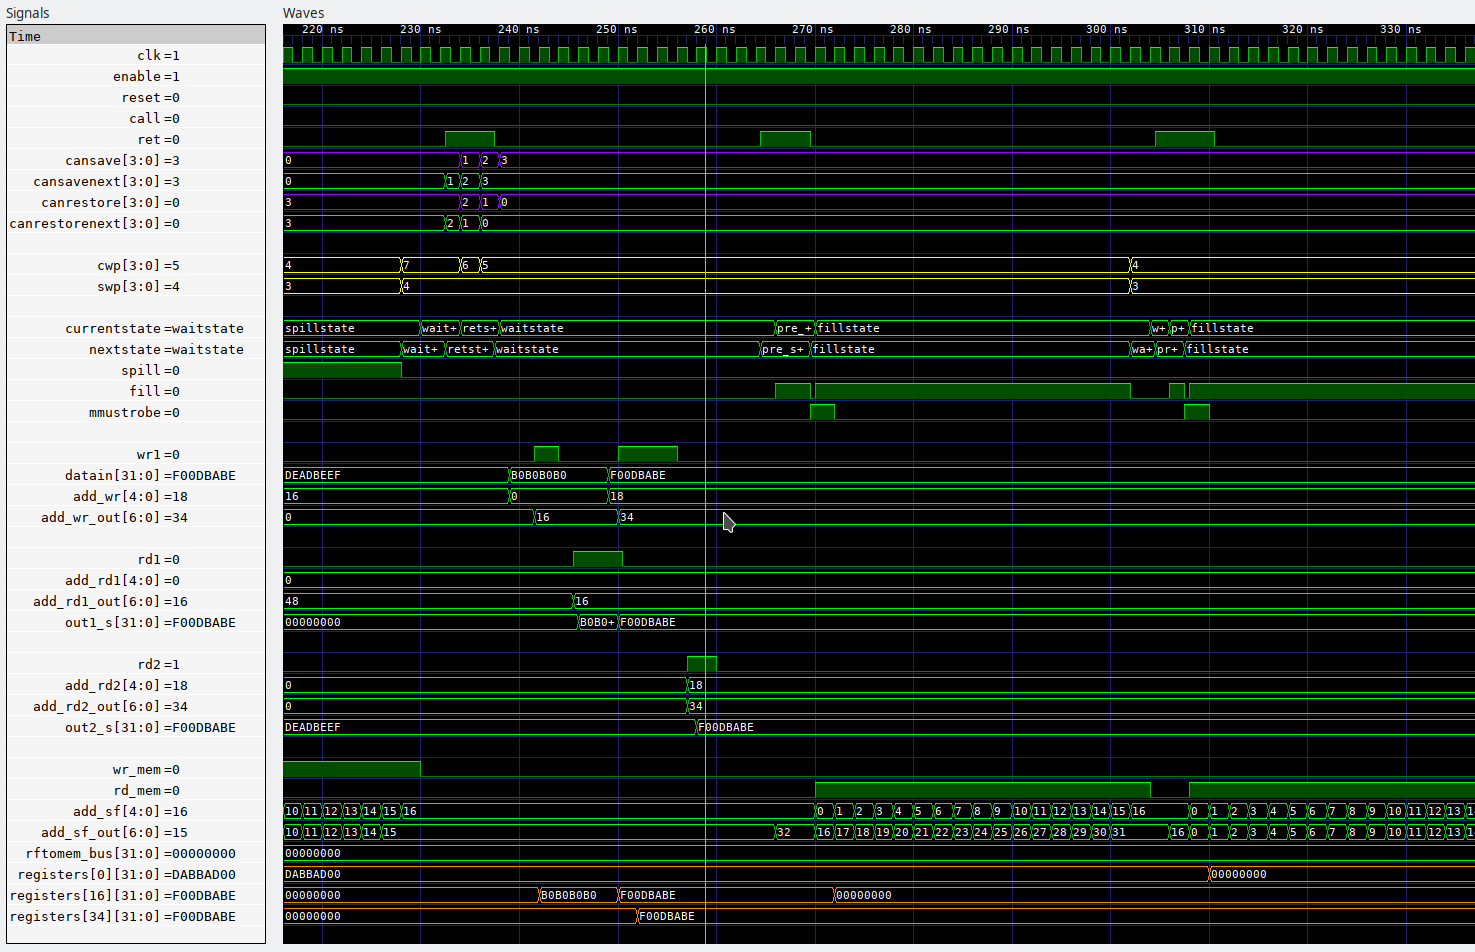 Signals Waves
Time 220 ns 230 ns 240 ns 250 ns 260 ns 270 ns 280 ns 290 ns 300 ns 310 ns 320 ns 330 ns
clk=1
enable=1
reset=0
call=0
ret=0
cansave[3:0]=3 0 1 2 3
cansavenext[3:0]=3 0 1 2 3
canrestore[3:0]=0 3 2 1 0
canrestorenext[3:0]=0 3 2 1 0
cwp[3:0]=5 4 7 6 5 4
swp[3:0]=4 3 4 3
currentstate=waitstate spillstate wait+ rets+ waitstate pre_+ fillstate w+ p+ fillstate
nextstate=waitstate spillstate wait+ retst+ waitstate pre_s+ fillstate wa+ pr+ fillstate
spill=0
fill=0
mmustrobe=0
wr1=0
datain[31:0]=F00DBABE DEADBEEF B0B0B0B0 F00DBABE
add_wr[4:0]=18 16 0 18
add_wr_out[6:0]=34 0 16 34
rd1=0
add_rd1[4:0]=0 0
add_rd1_out[6:0]=16 48 16
out1_s[31:0]=F00DBABE 00000000 B0B0+ F00DBABE
rd2=1
add_rd2[4:0]=18 0 18
add_rd2_out[6:0]=34 0 34
out2_s[31:0]=F00DBABE DEADBEEF F00DBABE
wr_mem=0
rd_mem=0
add_sf[4:0]=16 10 11 12 13 14 15 16 0 1 2 3 4 5 6 7 8 9 10 11 12 13 14 15 16 0 1 2 3 4 5 6 7 8 9 10 11 12 13
add_sf_out[6:0]=15 10 11 12 13 14 15 32 16 17 18 19 20 21 22 23 24 25 26 27 28 29 30 31 16 0 1 2 3 4 5 6 7 8 9 10 11 12 13
rftomem_bus[31:0]=00000000 00000000
registers[0][31:0]=DABBAD00 DABBAD00 00000000
registers[16][31:0]=F00DBABE 00000000 B0B0B0B0 F00DBABE 00000000
registers[34][31:0]=F00DBABE 00000000 F00DBABE